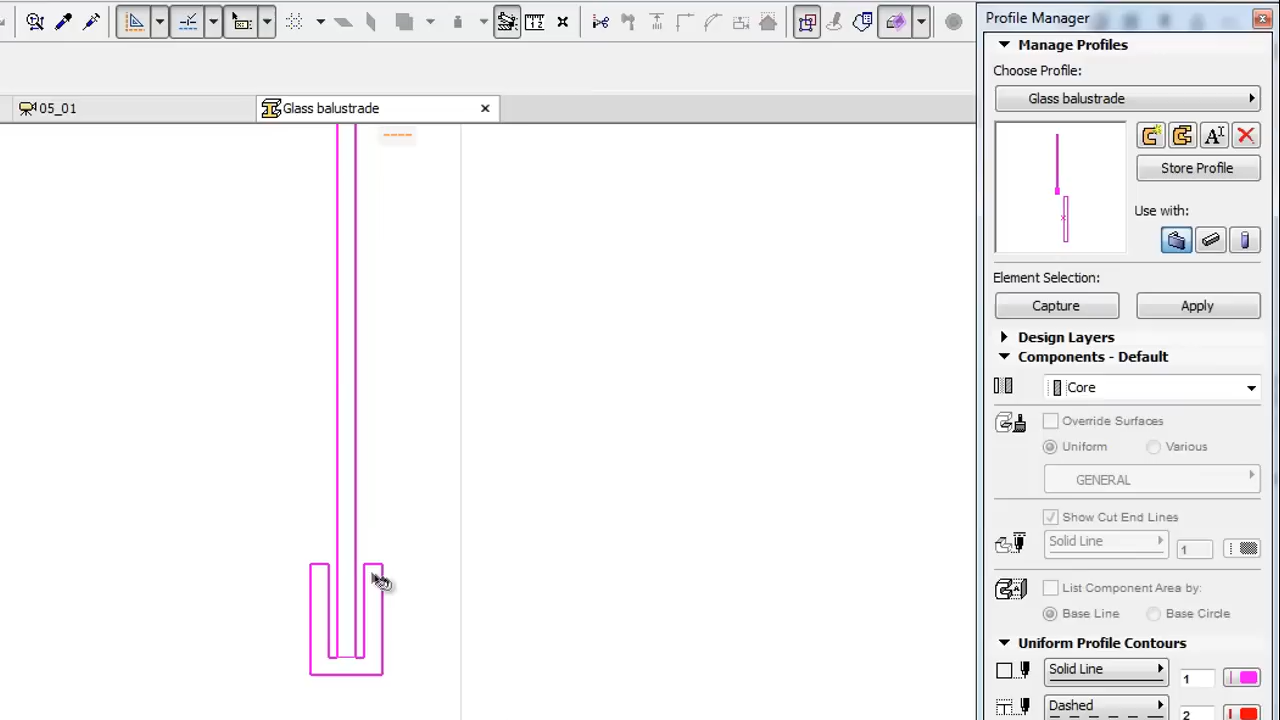 Profile Manager
Manage Profiles
Choose Profile:
05_01
Glass balustrade
Glass balustrade
Store Profile
Use with:
Element Selection:
Capture
Apply
Design Layers
Components - Default
Core
Override Surfaces
Uniform
Various
GENERAL
Show Cut End Lines
Solid Line
1
List Component Area by:
Base Line
Base Circle
Uniform Profile Contours
Solid Line
1
Dashed
2